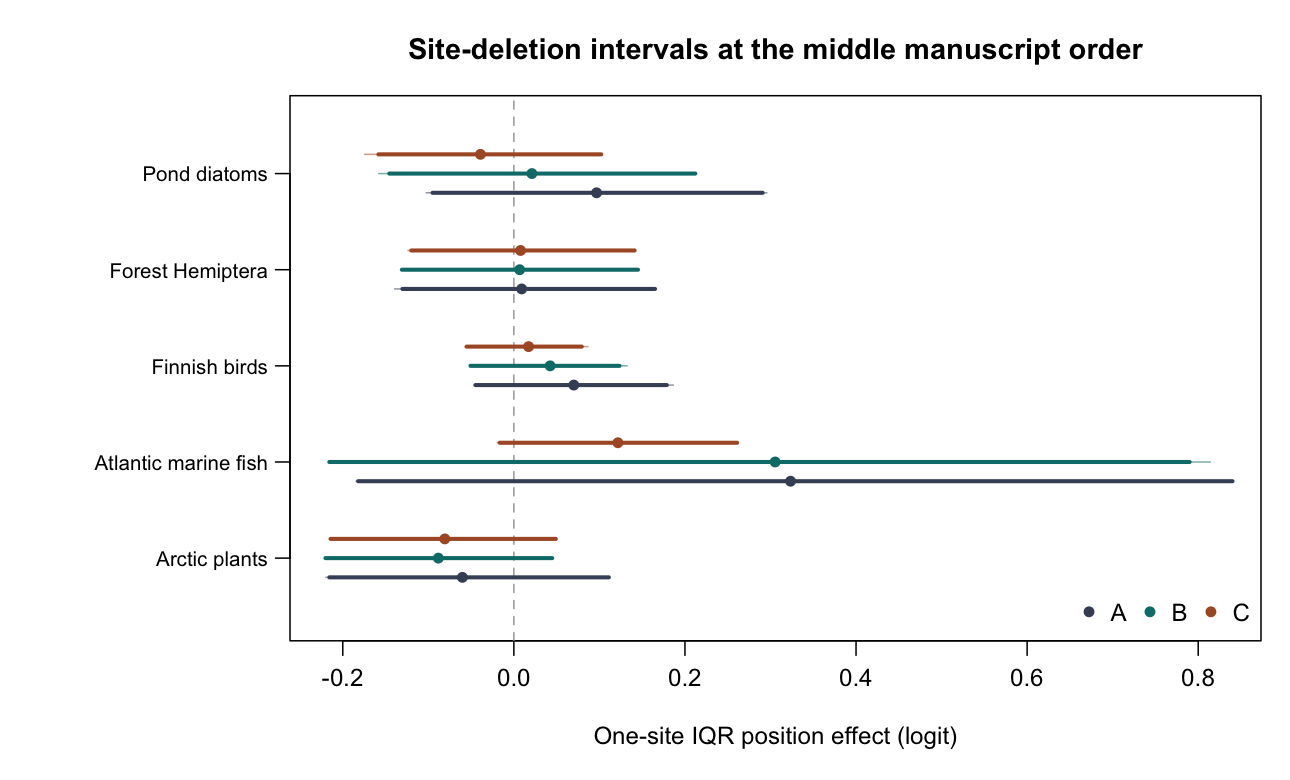 Site-deletion intervals at the middle manuscript order
Pond diatoms
Forest Hemiptera
Finnish birds
Atlantic marine fish
Arctic plants
A B C
-0.2 0.0 0.2 0.4 0.6 0.8
One-site IQR position effect (logit)